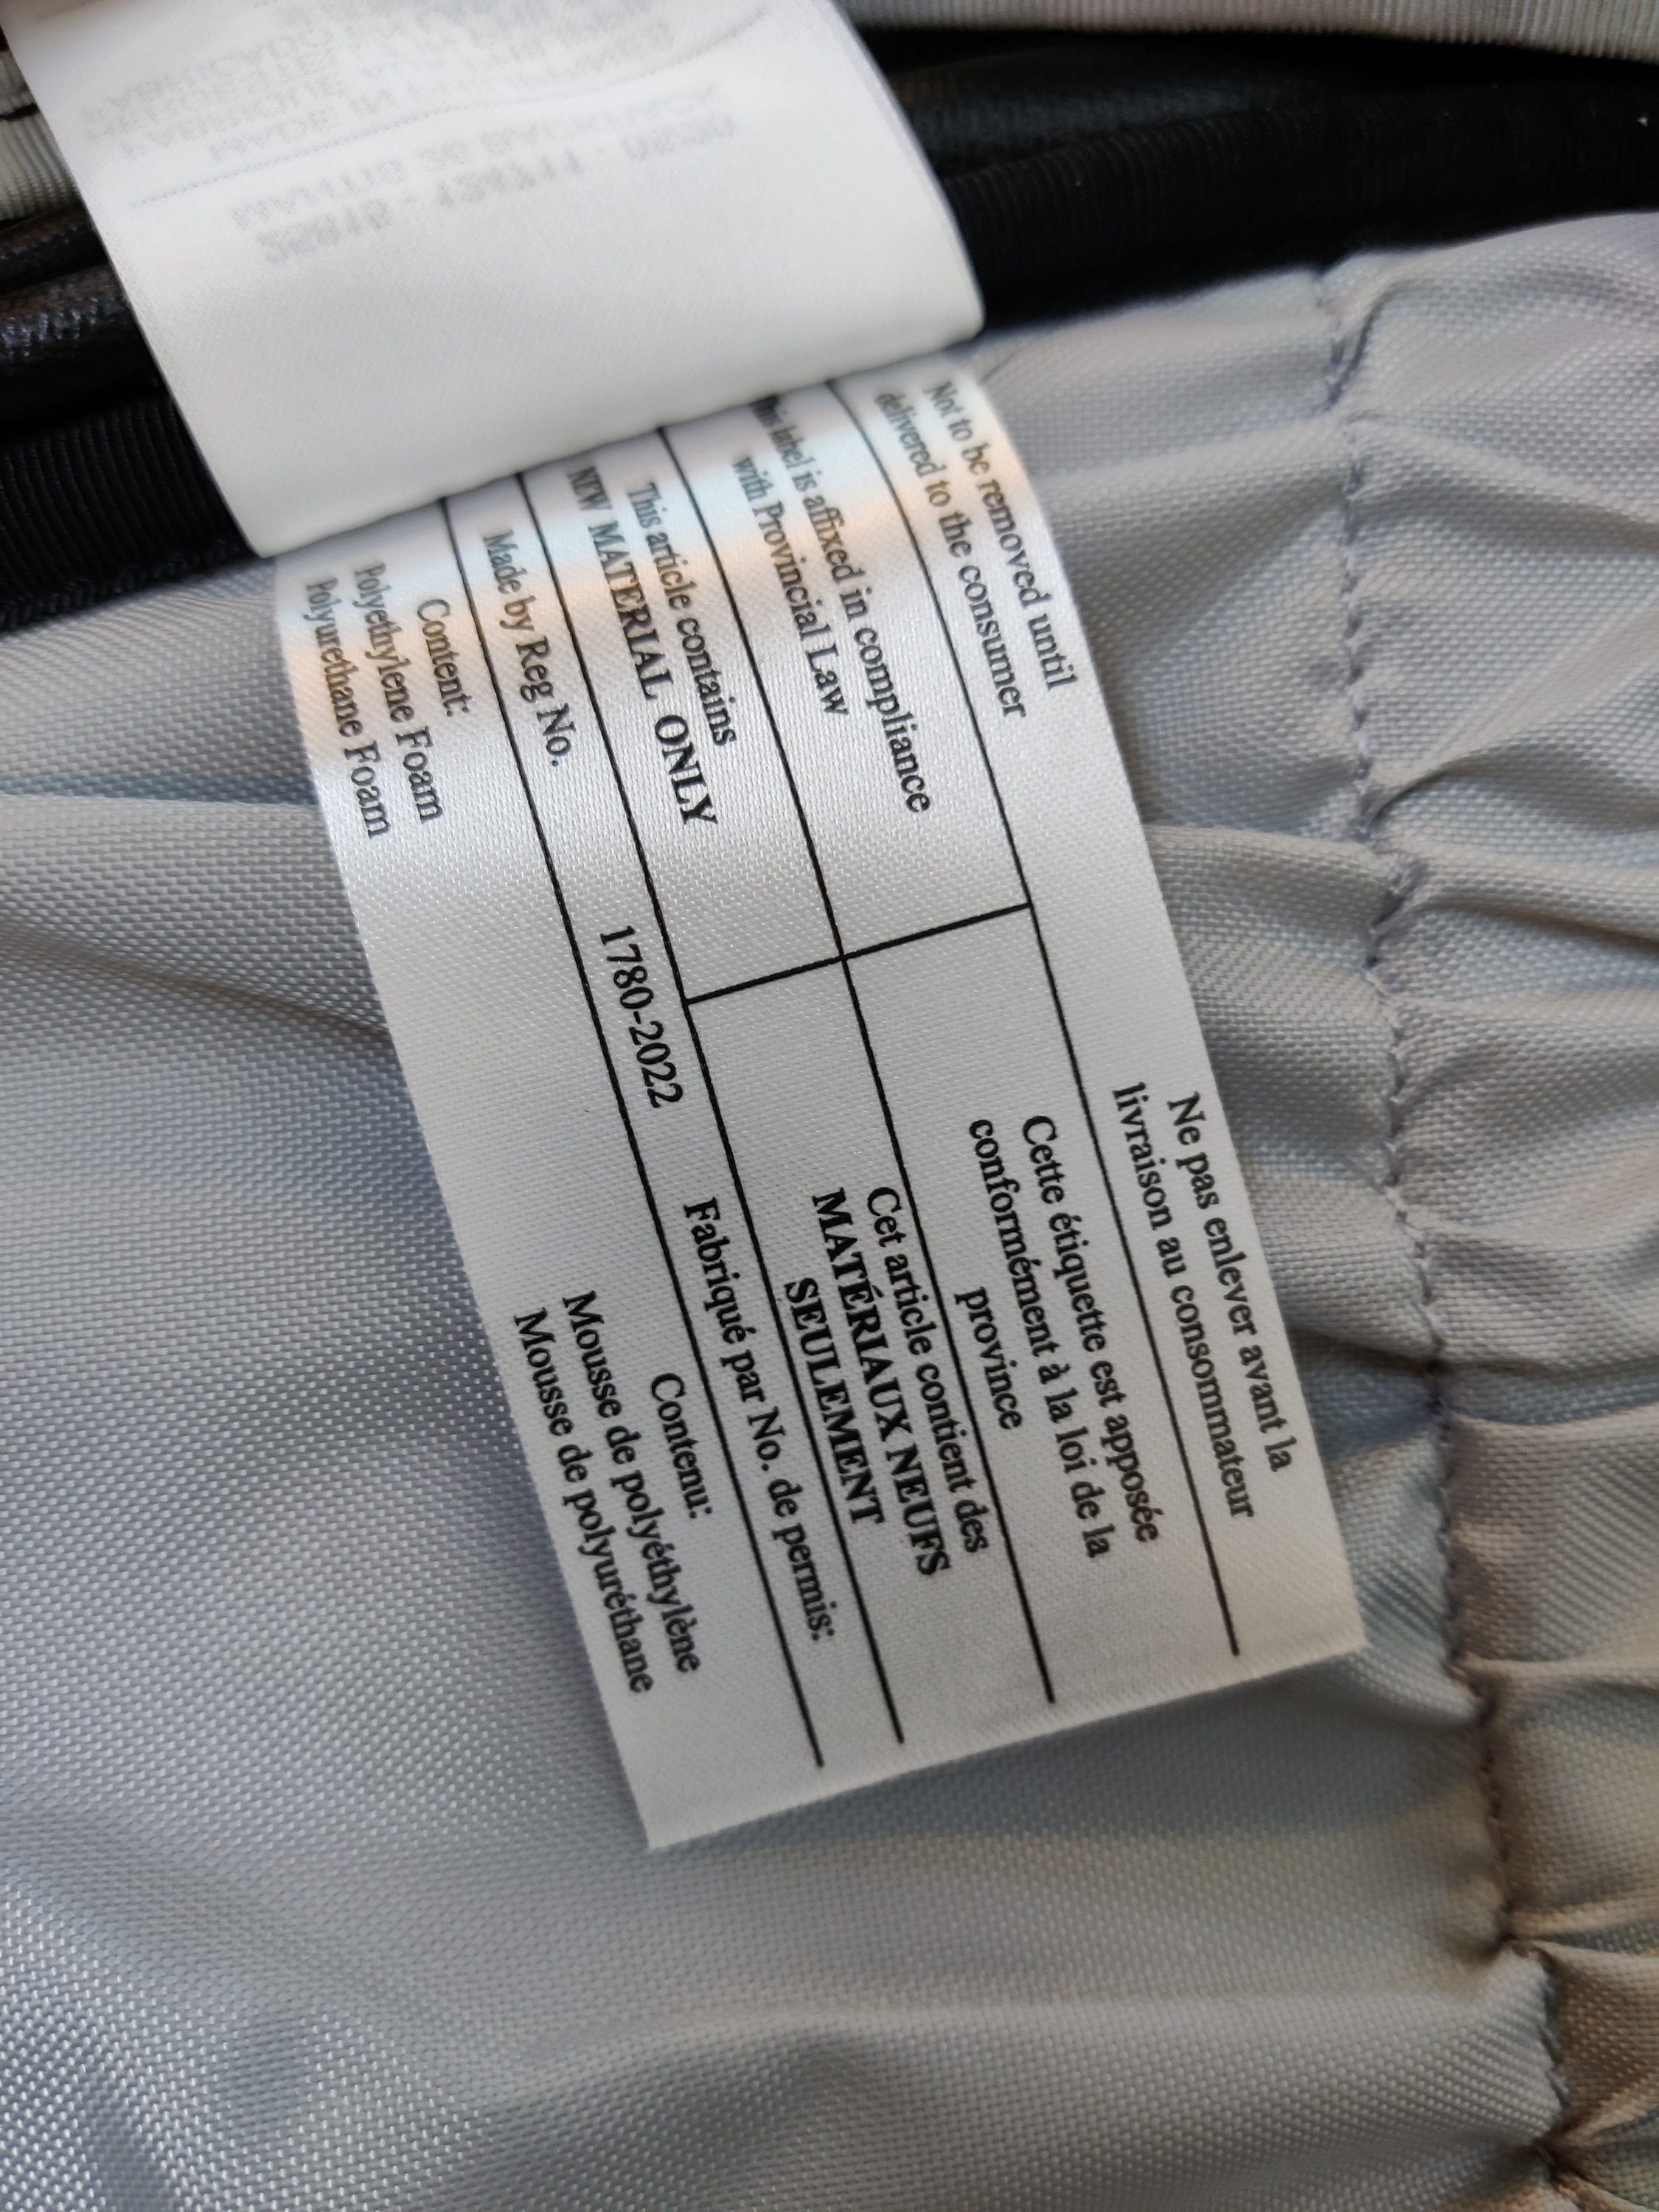 Not to be removed until
delivered to the consumer
Ne pas enlever avant la
livraison au consommateur
This label is affixed in compliance
with Provincial Law
Cette étiquette est apposée
conformément à la loi de la
province
This article contains
NEW MATERIAL ONLY
Cet article contient des
MATÉRIAUX NEUFS
SEULEMENT
Made by Reg No.
1780-2022
Fabriqué par No. de permis:
Content:
Polyethylene Foam
Polyurethane Foam
Contenu:
Mousse de polyéthylène
Mousse de polyuréthane